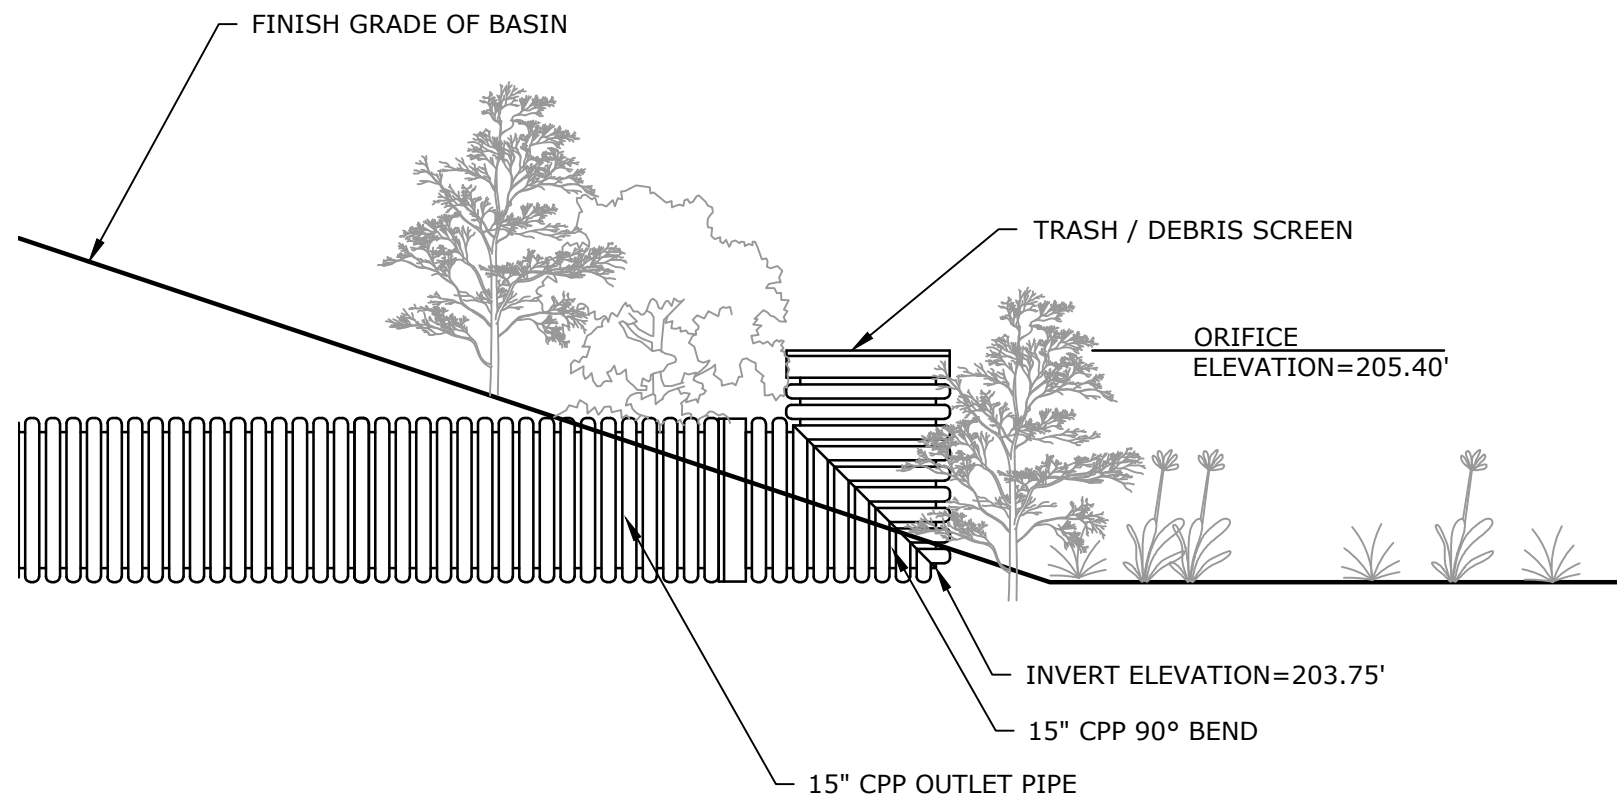 FINISH GRADE OF BASIN
TRASH / DEBRIS SCREEN
ORIFICE
ELEVATION=205.40'
INVERT ELEVATION=203.75'
15" CPP 90° BEND
15" CPP OUTLET PIPE